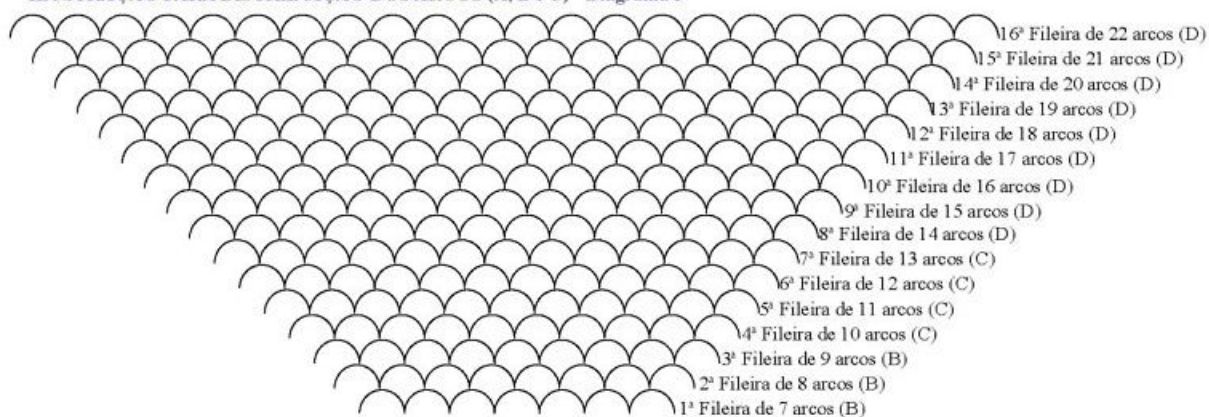 16ª Fileira de 22 arcos (D)
15ª Fileira de 21 arcos (D)
14ª Fileira de 20 arcos (D)
13ª Fileira de 19 arcos (D)
12ª Fileira de 18 arcos (D)
11ª Fileira de 17 arcos (D)
10ª Fileira de 16 arcos (D)
9ª Fileira de 15 arcos (D)
8ª Fileira de 14 arcos (D)
7ª Fileira de 13 arcos (C)
6ª Fileira de 12 arcos (C)
5ª Fileira de 11 arcos (C)
4ª Fileira de 10 arcos (C)
3ª Fileira de 9 arcos (B)
2ª Fileira de 8 arcos (B)
1ª Fileira de 7 arcos (B)